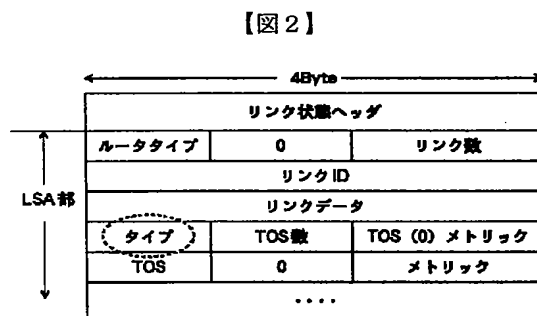 【図2】
4Byte
リンク状態ヘッダ
ルータタイプ 0 リンク数
リンクID
LSA部
リンクデータ
タイプ TOS数 TOS(0)メトリック
TOS 0 メトリック
....